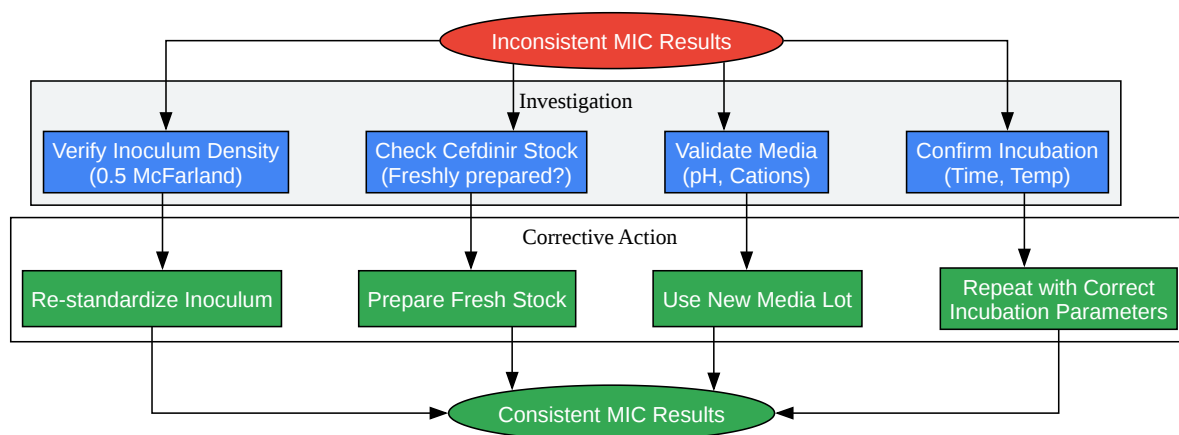 Inconsistent MIC Results
Investigation
Verify Inoculum Density
(0.5 McFarland)
Check Cefdinir Stock
(Freshly prepared?)
Validate Media
(pH, Cations)
Confirm Incubation
(Time, Temp)
Corrective Action
Re-standardize Inoculum
Prepare Fresh Stock
Use New Media Lot
Repeat with Correct
Incubation Parameters
Consistent MIC Results